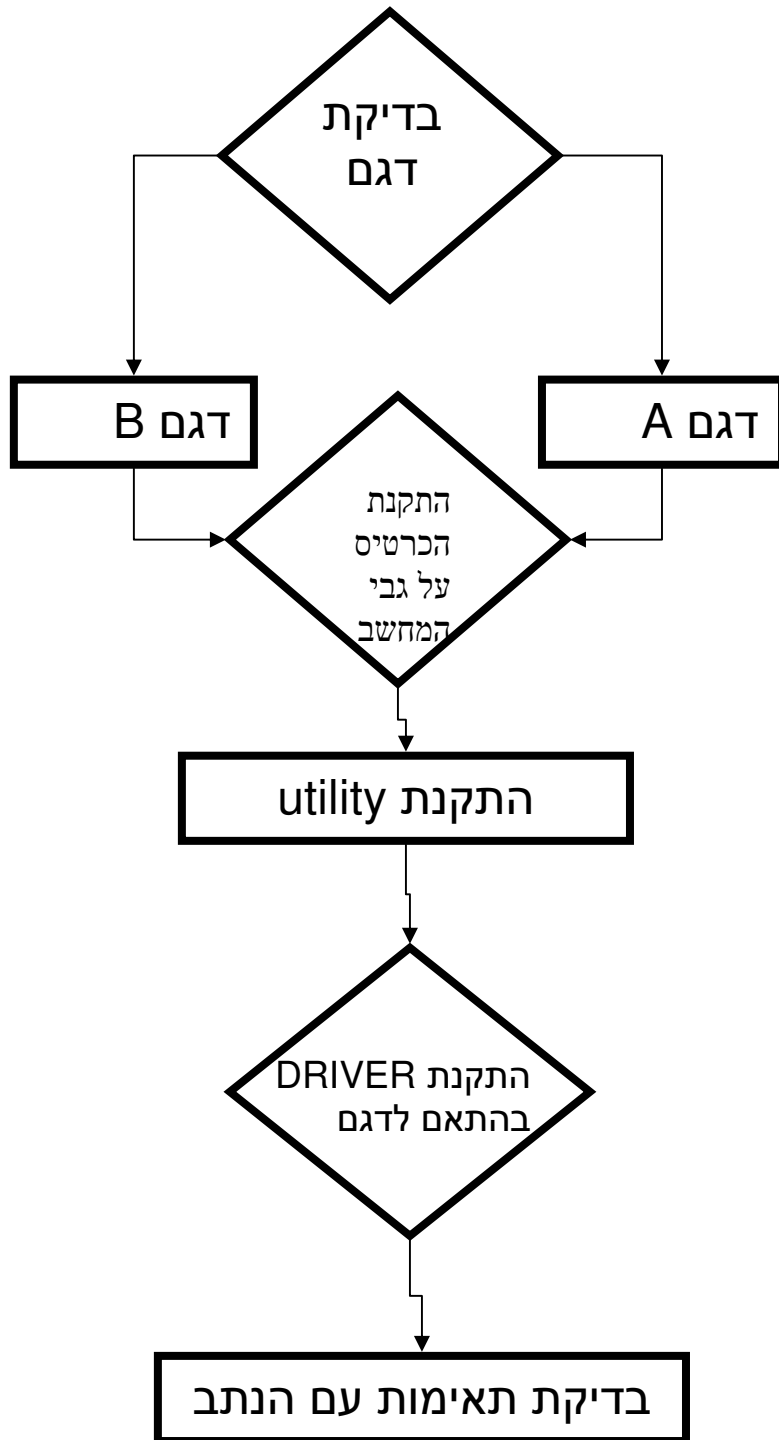 בדיקת
דגם
דגם A
דגם B
התקנת
הכרטיס
על גבי
המחשב
התקנת utility
התקנת DRIVER
בהתאם לדגם
בדיקת תאימות עם הנתב